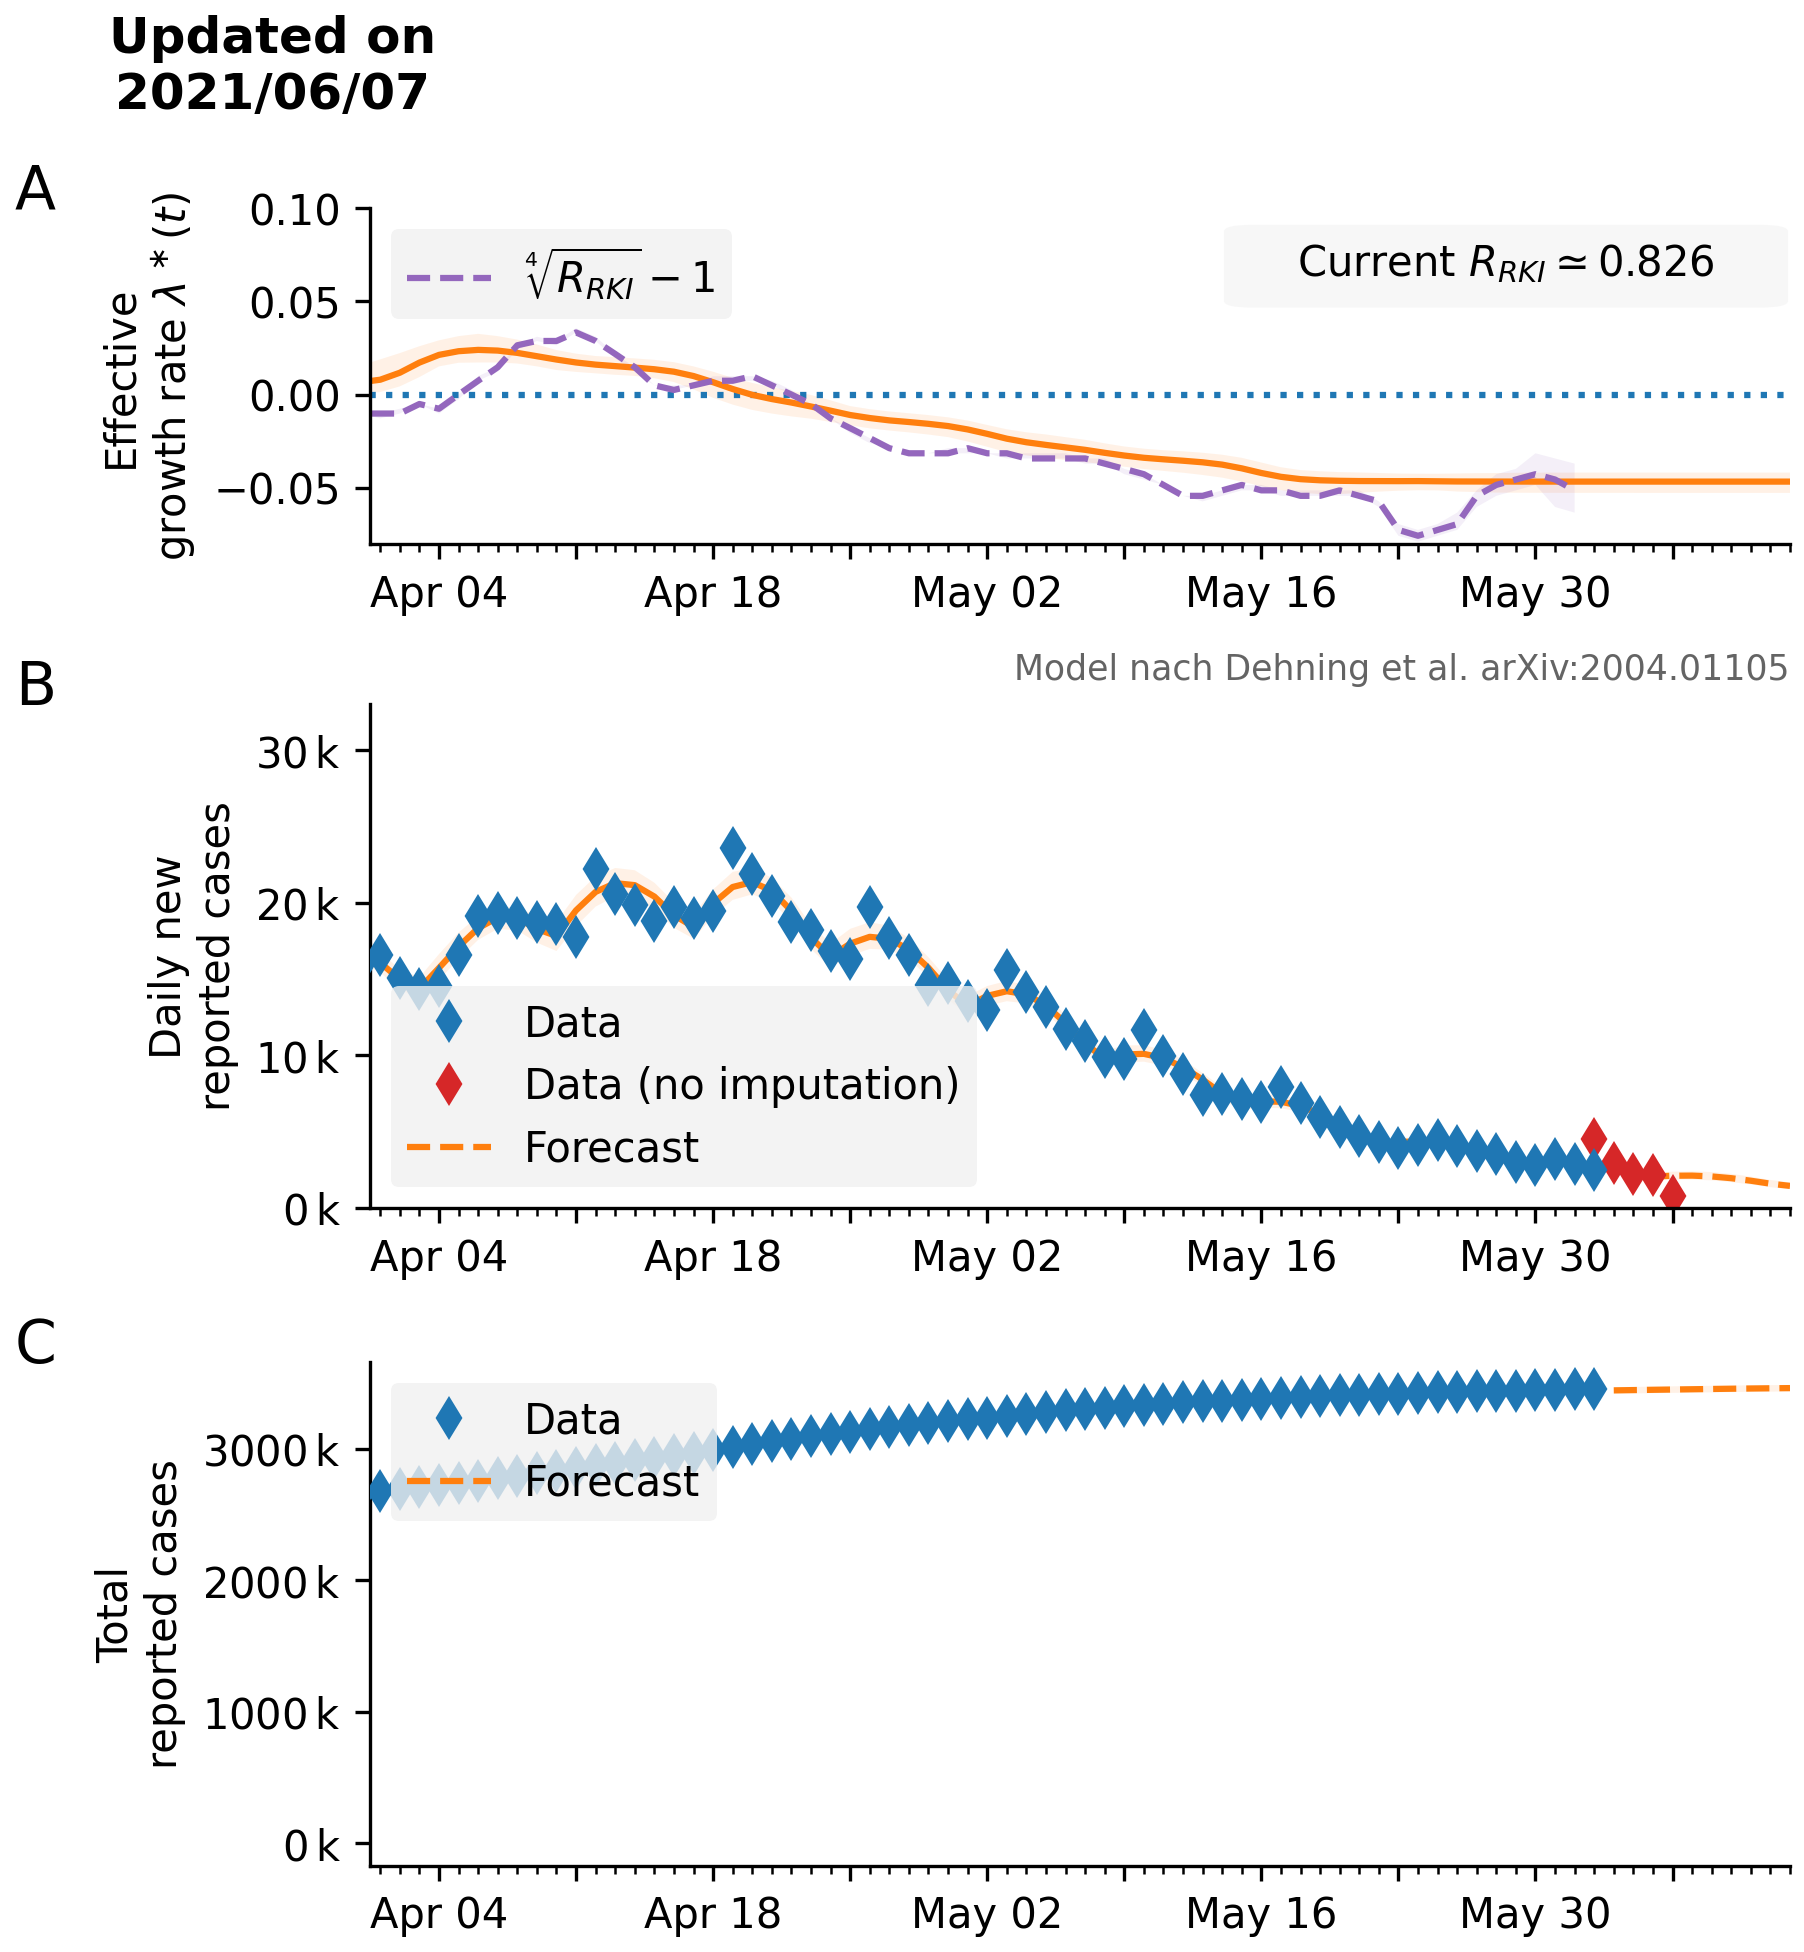 Updated on
2021/06/07
A
Effective
growth rate λ * (t)
0.10
0.05
0.00
−0.05
∜R_RKI − 1
Current R_RKI ≃ 0.826
Apr 04 Apr 18 May 02 May 16 May 30
Model nach Dehning et al. arXiv:2004.01105
B
Daily new
reported cases
30 k
20 k
10 k
0 k
Data
Data (no imputation)
Forecast
Apr 04 Apr 18 May 02 May 16 May 30
C
Total
reported cases
3000 k
2000 k
1000 k
0 k
Data
Forecast
Apr 04 Apr 18 May 02 May 16 May 30